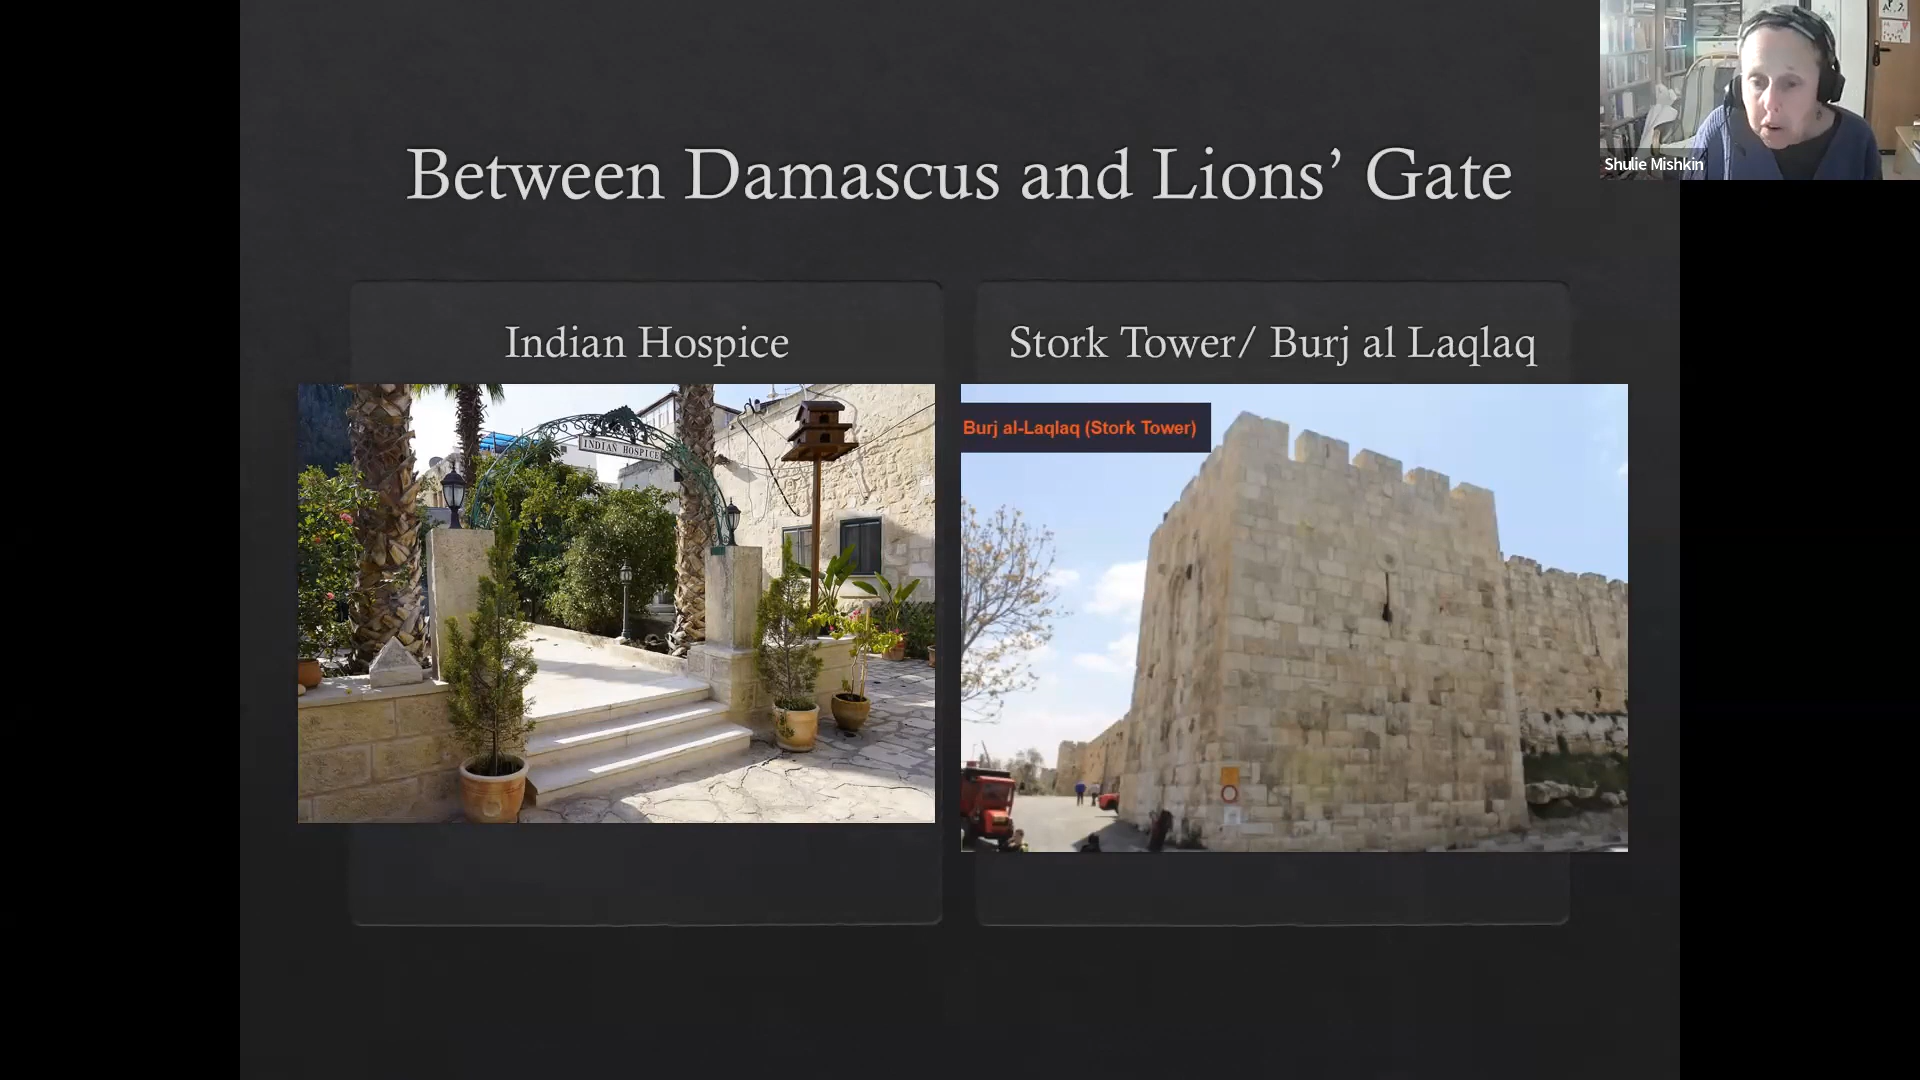 Between Damascus and Lions’ Gate
Shulie Mishkin
Indian Hospice
Stork Tower/ Burj al Laqlaq
INDIAN HOSPICE
Burj al-Laqlaq (Stork Tower)